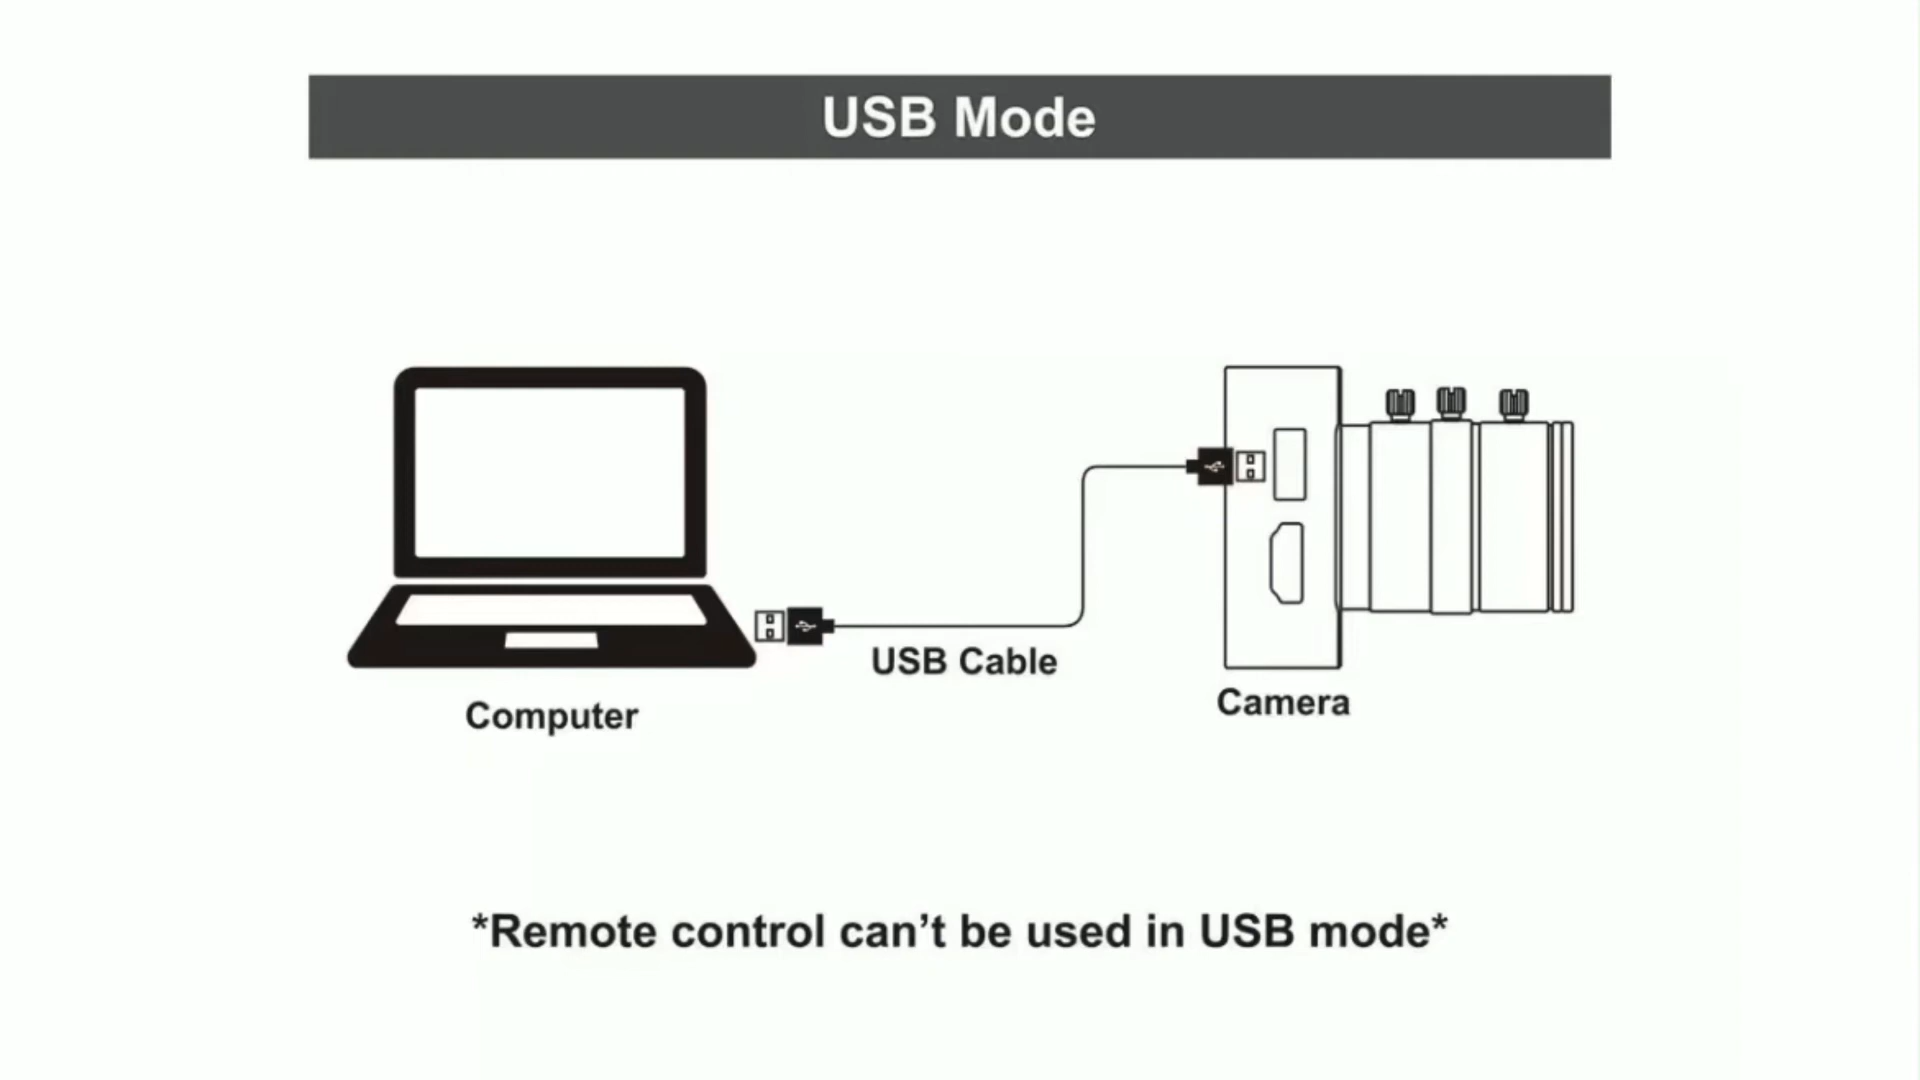 USB Mode
USB Cable
Computer
Camera
*Remote control can’t be used in USB mode*